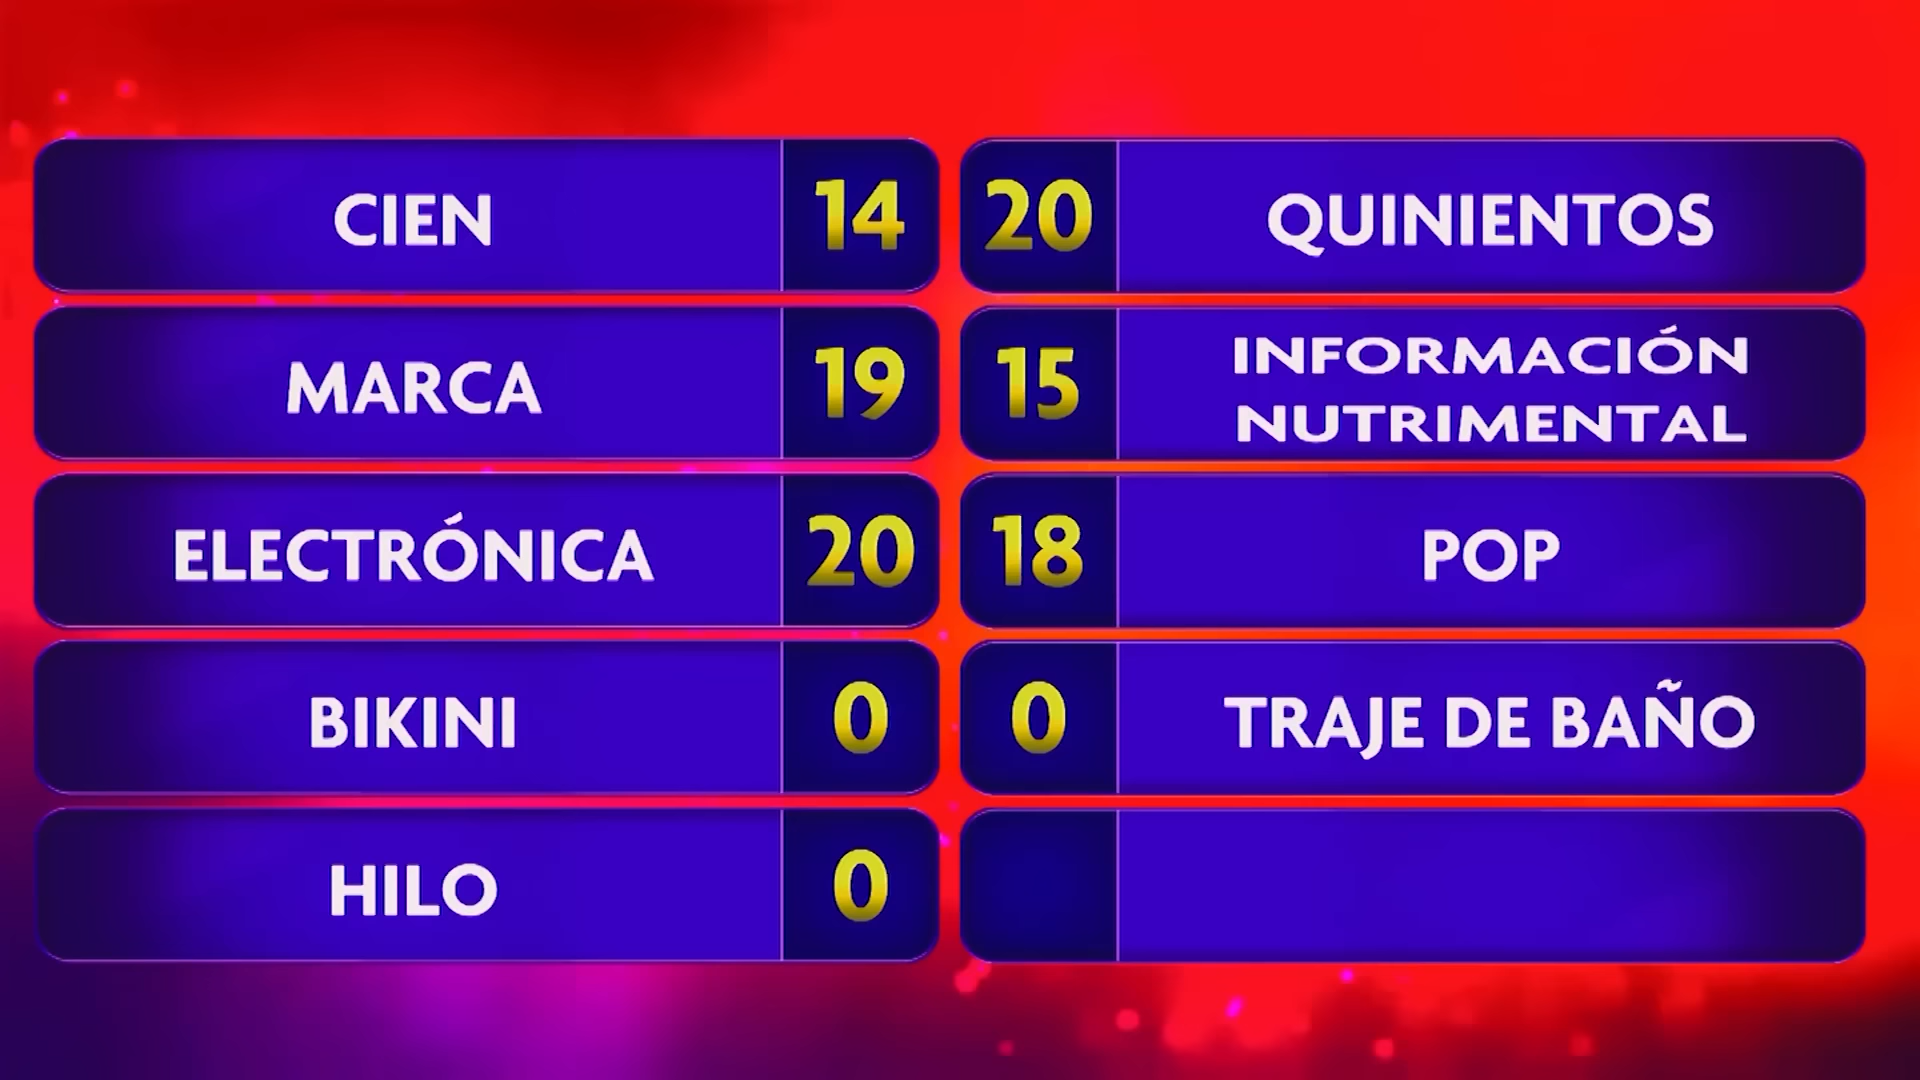 CIEN 14 20 QUINIENTOS
MARCA 19 15 INFORMACIÓN
NUTRIMENTAL
ELECTRÓNICA 20 18 POP
BIKINI 0 0 TRAJE DE BAÑO
HILO 0